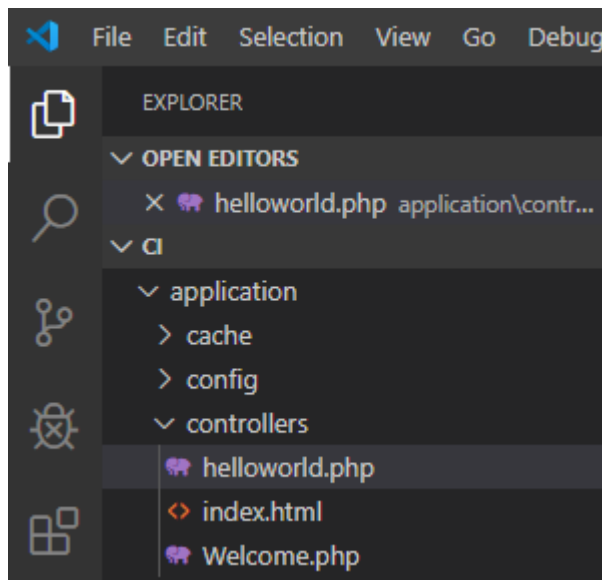 File Edit Selection View Go Debug
EXPLORER
OPEN EDITORS
helloworld.php application\contr...
CI
application
cache
config
controllers
helloworld.php
index.html
Welcome.php